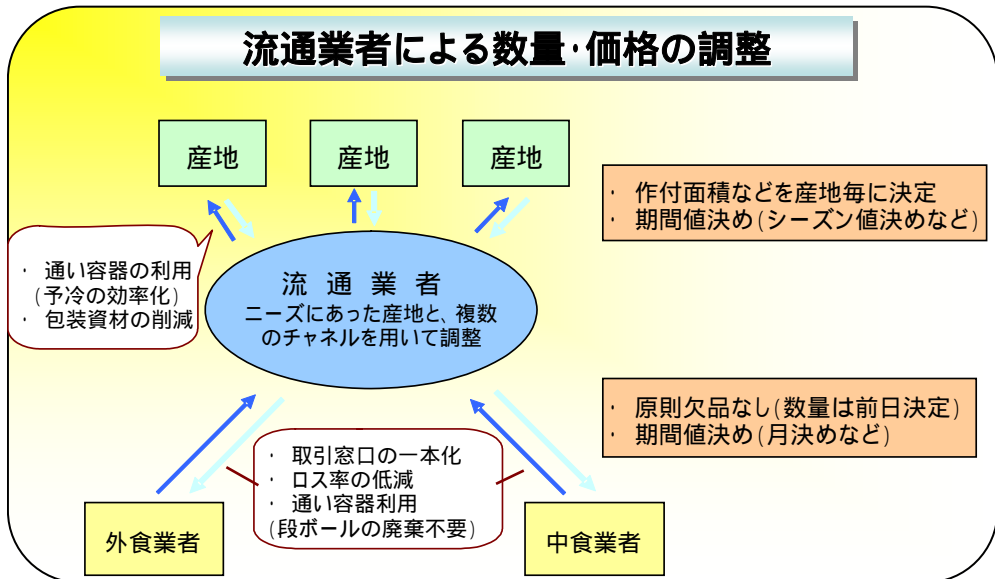 流通業者による数量・価格の調整
産地
産地
産地
・ 作付面積などを産地毎に決定
・ 期間値決め(シーズン値決めなど)
・ 通い容器の利用
(予冷の効率化)
・ 包装資材の削減
流 通 業 者
ニーズにあった産地と、複数
のチャネルを用いて調整
・ 原則欠品なし(数量は前日決定)
・ 期間値決め(月決めなど)
・ 取引窓口の一本化
・ ロス率の低減
・ 通い容器利用
(段ボールの廃棄不要)
外食業者
中食業者